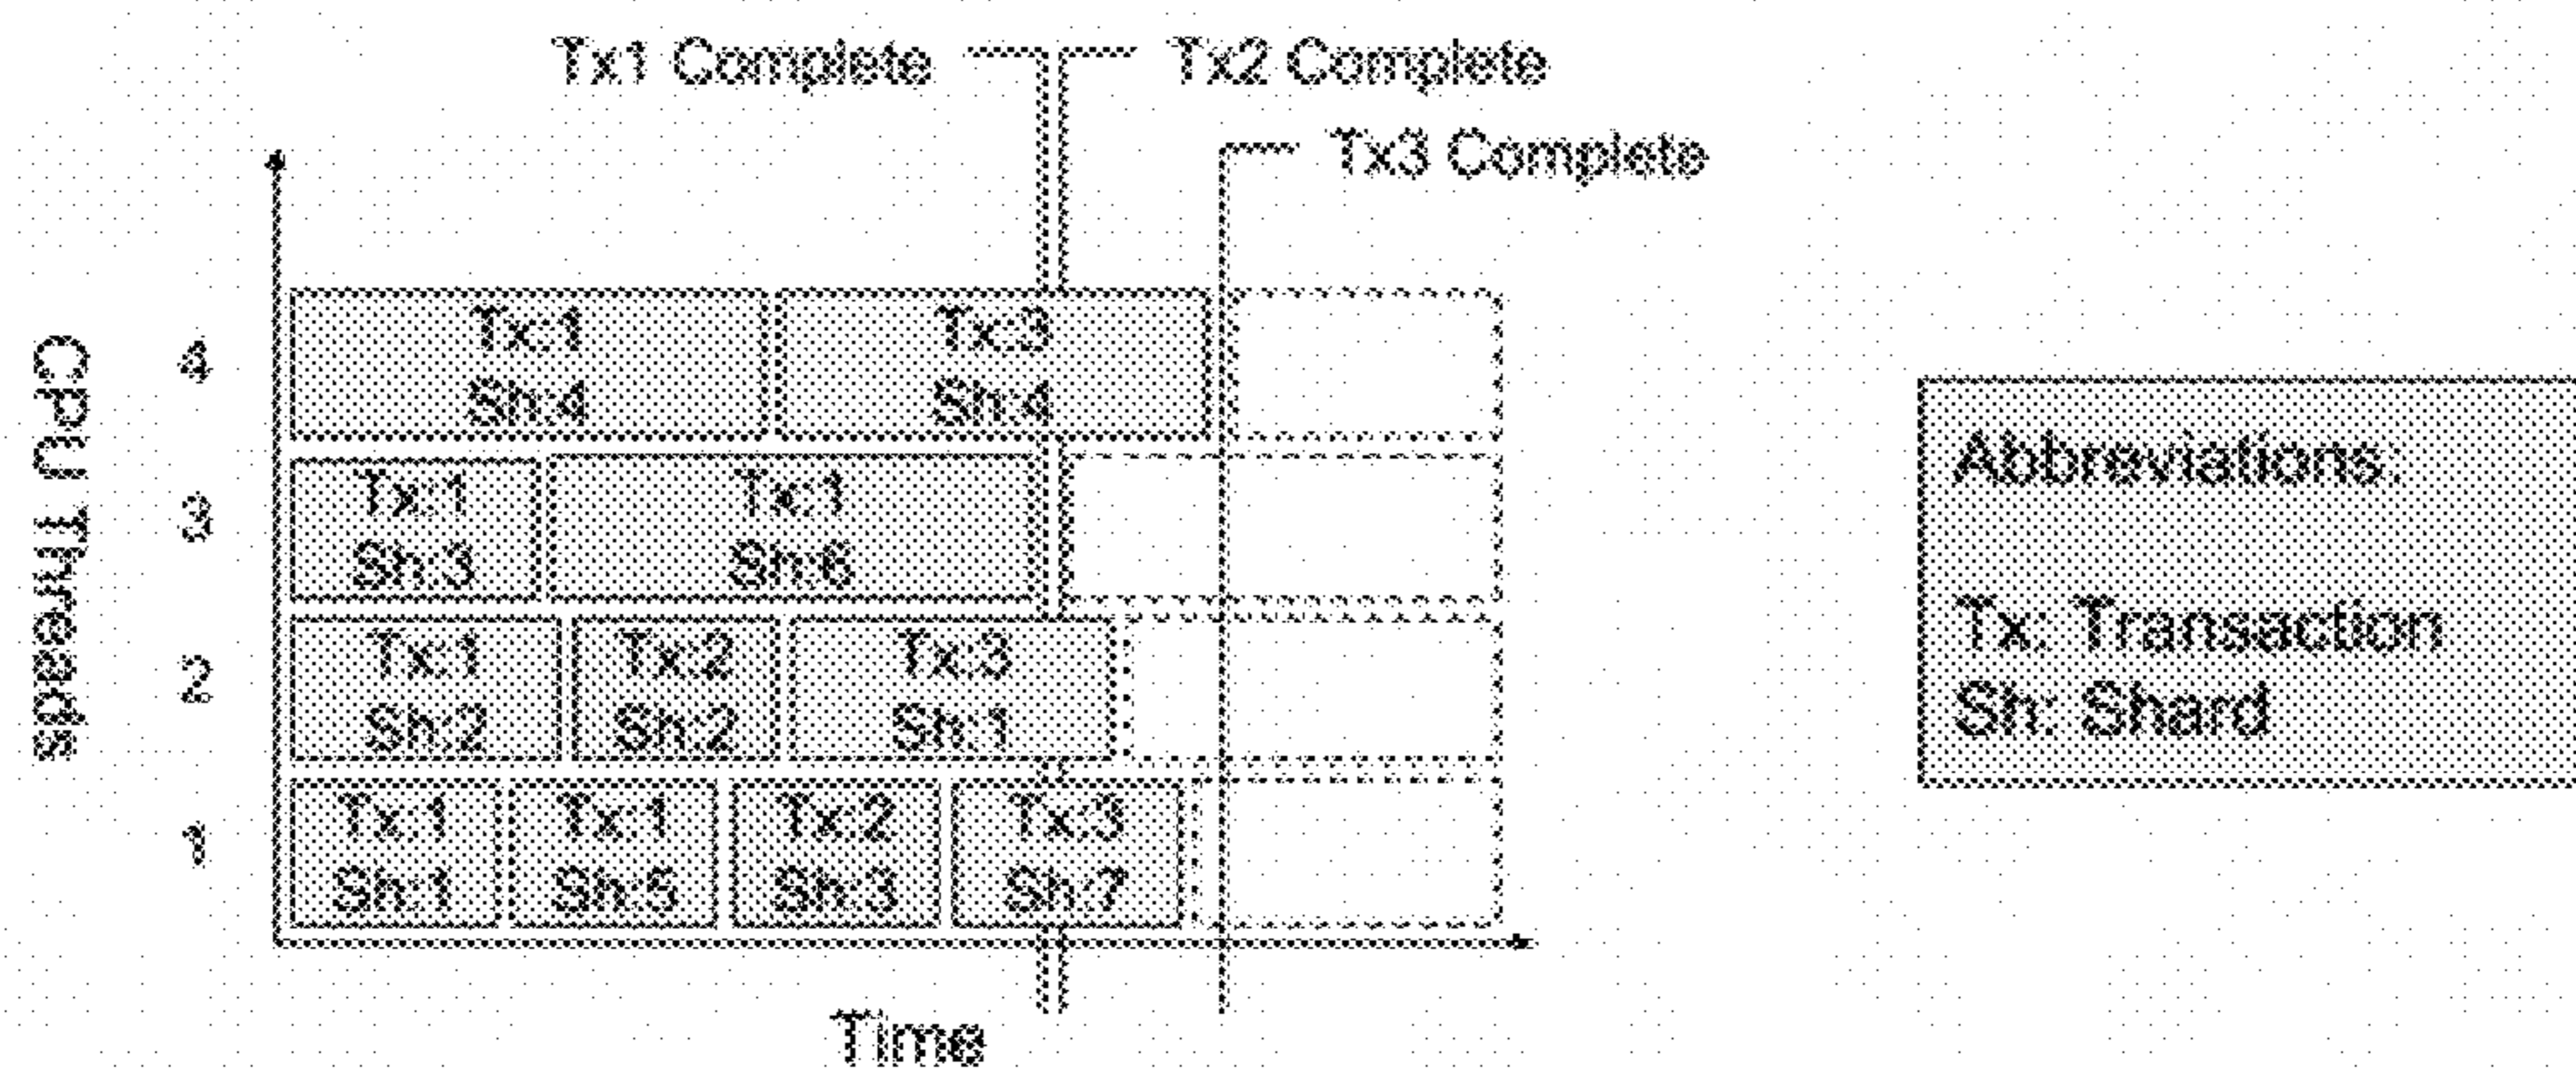 Tx1 Complete
Tx2 Complete
Tx3 Complete
CPU Threads
4
Tx:1
Sh:4
Tx:3
Sh:4
3
Tx:1
Sh:3
Tx:1
Sh:6
2
Tx:1
Sh:2
Tx:2
Sh:2
Tx:3
Sh:1
1
Tx:1
Sh:1
Tx:1
Sh:5
Tx:2
Sh:3
Tx:3
Sh:7
Time
Abbreviations:
Tx: Transaction
Sh: Shard